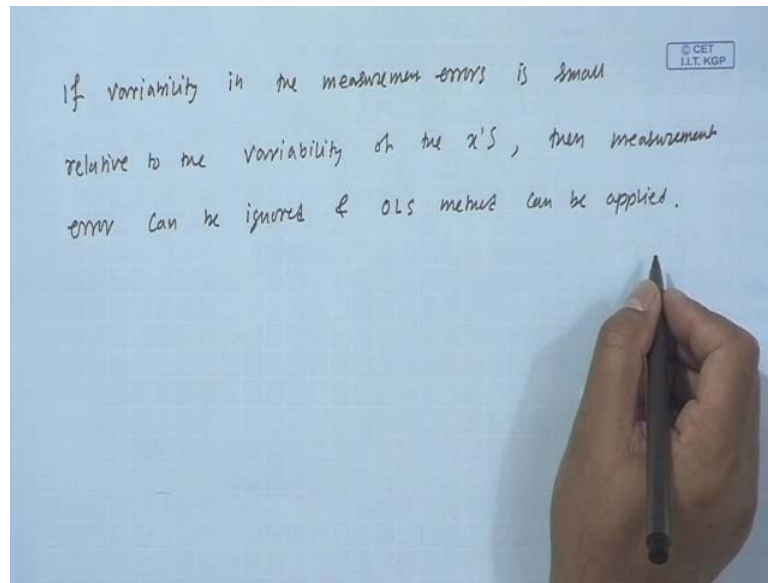 © CET
I.I.T. KGP
If variability in the measurement errors is small
relative to the variability of the x's, then measurement
error can be ignored & OLS method can be applied.